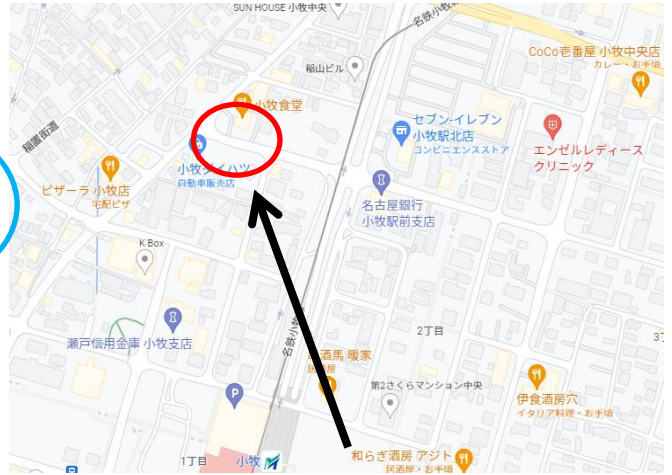 SUN HOUSE 小牧中央
名鉄小牧
CoCo壱番屋 小牧中央店
カレー・お手頃
稲山ビル
小牧食堂
セブン-イレブン
小牧駅北店
コンビニエンスストア
エンゼルレディース
クリニック
稲置街道
小牧ダイハツ
自動車販売店
ピザーラ 小牧店
宅配ピザ
名古屋銀行
小牧駅前支店
K Box
瀬戸信用金庫 小牧支店
名鉄小牧
2丁目
酒馬 暖家
居酒屋
第2さくらマンション中央
伊食酒房穴
イタリア料理・お手頃
P
1丁目
小牧
和らぎ酒房 アジト
居酒屋・お手頃